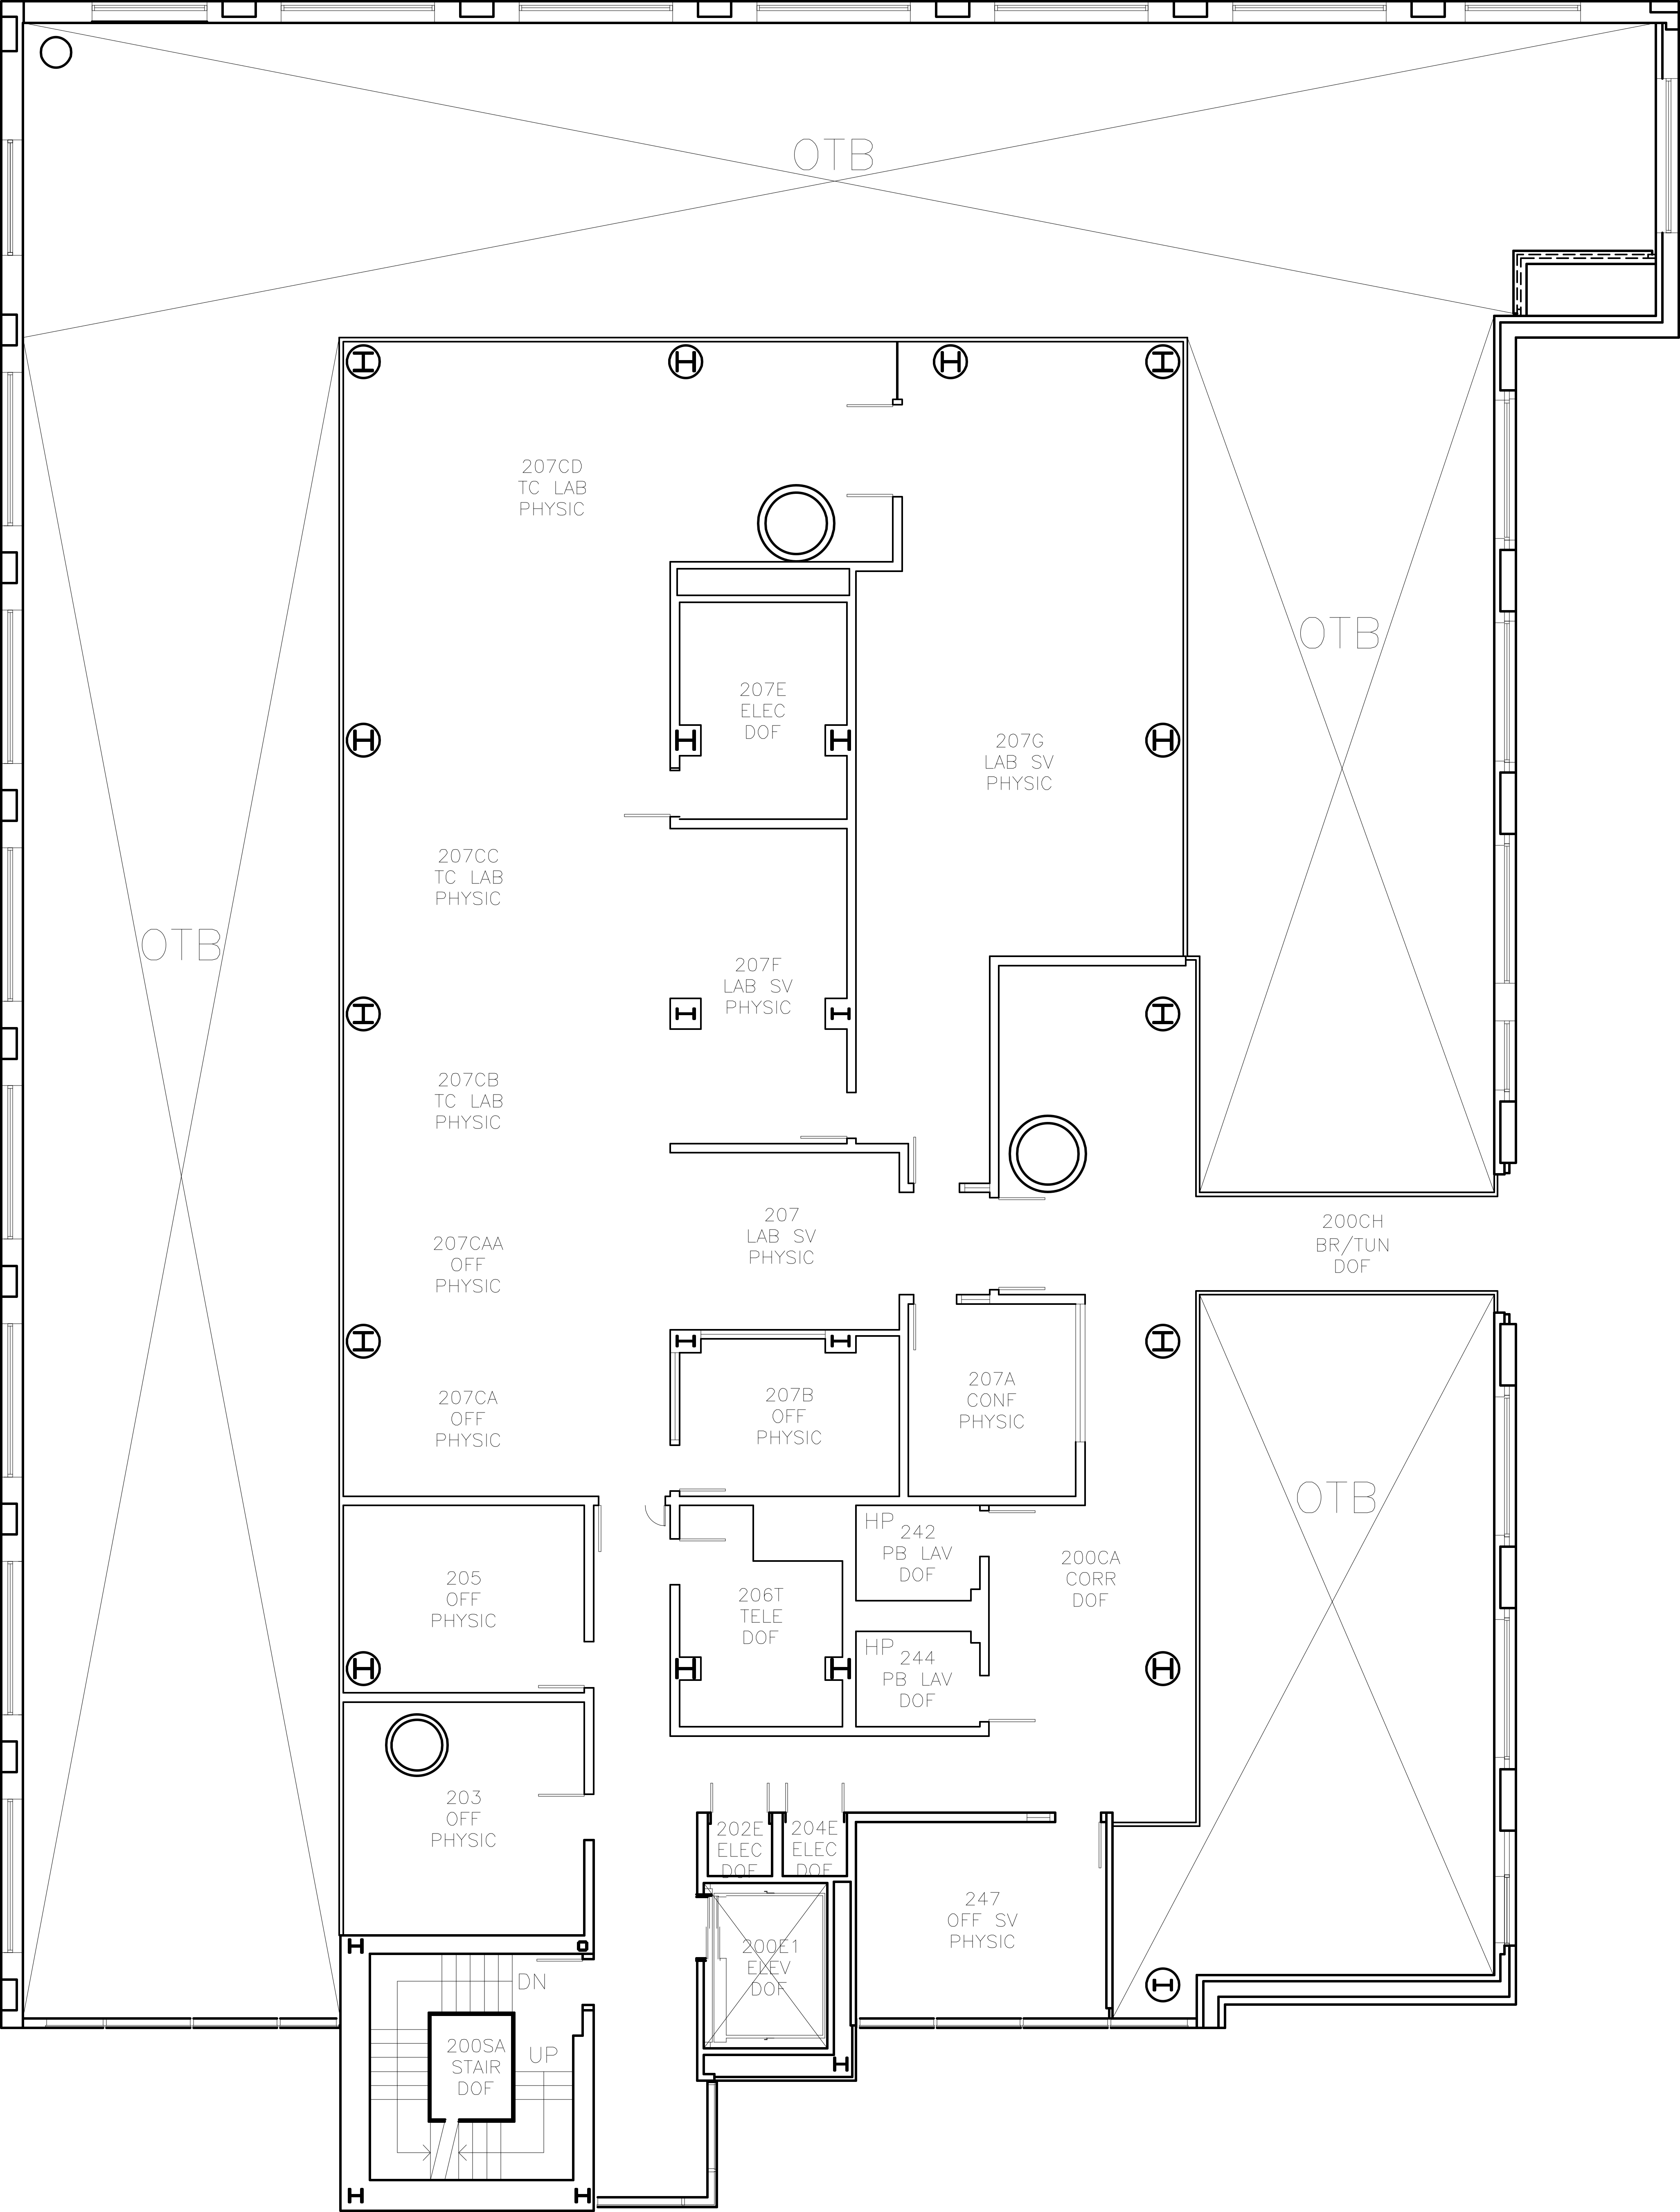 OTB
207CD
TC LAB
PHYSIC
OTB
207E
ELEC
DOF
207G
LAB SV
PHYSIC
207CC
TC LAB
PHYSIC
OTB
207F
LAB SV
PHYSIC
207CB
TC LAB
PHYSIC
207CAA
OFF
PHYSIC
207
LAB SV
PHYSIC
200CH
BR/TUN
DOF
207CA
OFF
PHYSIC
207B
OFF
PHYSIC
207A
CONF
PHYSIC
OTB
HP
242
PB LAV
DOF
205
OFF
PHYSIC
206T
TELE
DOF
200CA
CORR
DOF
HP
244
PB LAV
DOF
203
OFF
PHYSIC
202E
ELEC
DOF
204E
ELEC
DOF
247
OFF SV
PHYSIC
200E1
ELEV
DOF
DN
200SA
STAIR
DOF
UP